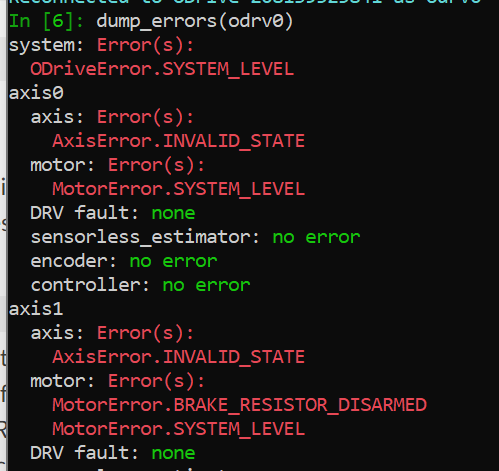 In [6]: dump_errors(odrv0)
system: Error(s):
  ODriveError.SYSTEM_LEVEL
axis0
  axis: Error(s):
    AxisError.INVALID_STATE
  motor: Error(s):
    MotorError.SYSTEM_LEVEL
  DRV fault: none
  sensorless_estimator: no error
  encoder: no error
  controller: no error
axis1
  axis: Error(s):
    AxisError.INVALID_STATE
  motor: Error(s):
    MotorError.BRAKE_RESISTOR_DISARMED
    MotorError.SYSTEM_LEVEL
  DRV fault: none